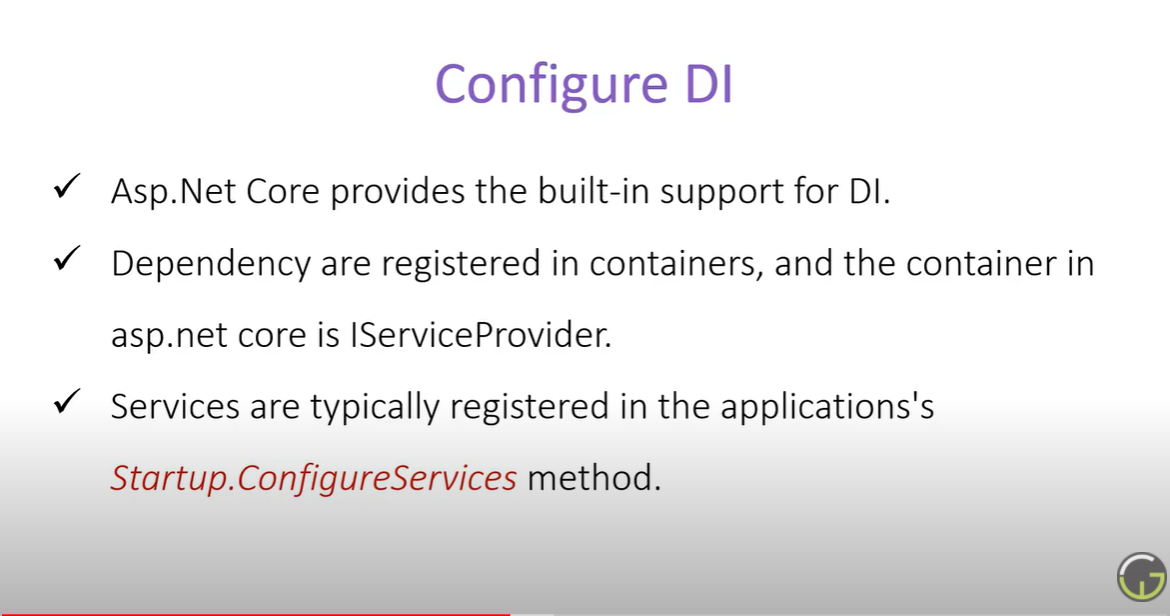 Configure DI
✓ Asp.Net Core provides the built-in support for DI.
✓ Dependency are registered in containers, and the container in
asp.net core is IServiceProvider.
✓ Services are typically registered in the applications's
Startup.ConfigureServices method.